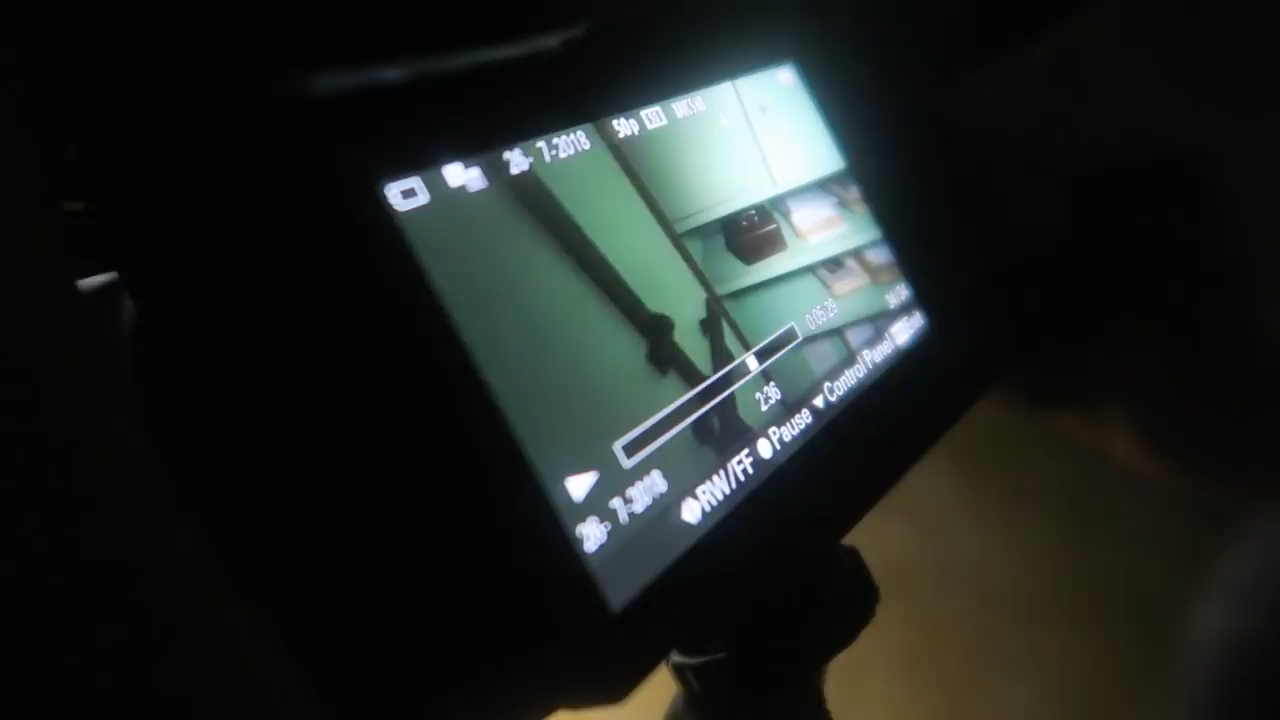 26- 7-2018 50p
0:05:29
2:36
RW/FF Pause Control Panel
26- 7-2018